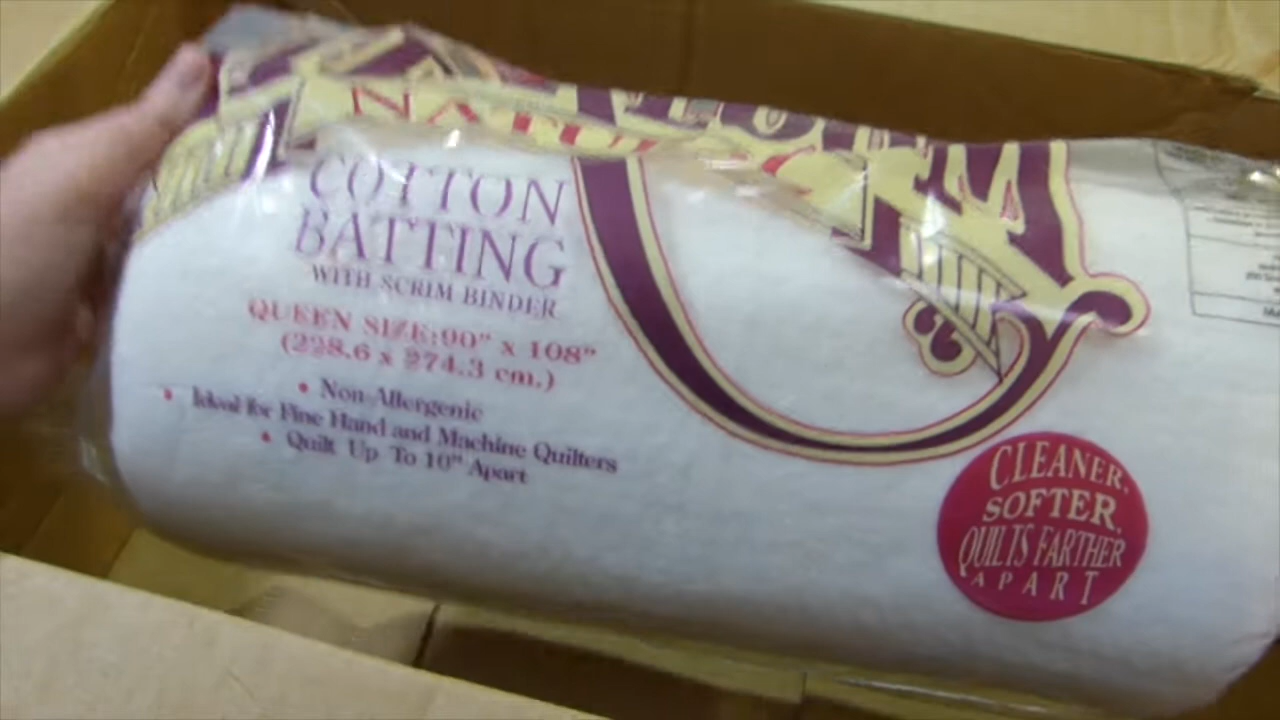 NATURAL
COTTON
BATTING
WITH SCRIM BINDER
QUEEN SIZE:90" x 108"
(228.6 x 274.3 cm.)
• Non-Allergenic
• Ideal for Fine Hand and Machine Quilters
• Quilt Up To 10" Apart
CLEANER,
SOFTER,
QUILTS FARTHER
APART